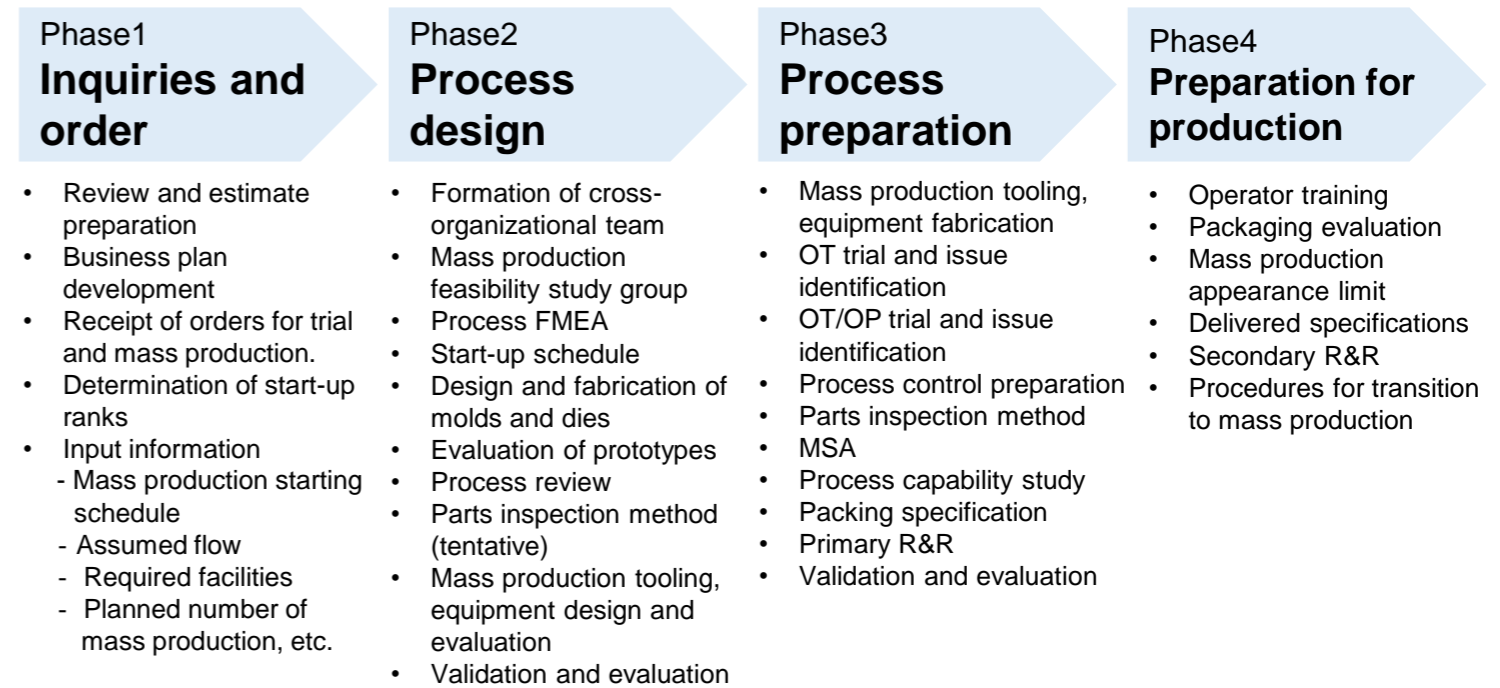 Phase1
Inquiries and
order
• Review and estimate
preparation
• Business plan
development
• Receipt of orders for trial
and mass production.
• Determination of start-up
ranks
• Input information
- Mass production starting
schedule
- Assumed flow
- Required facilities
- Planned number of
mass production, etc.
Phase2
Process
design
• Formation of cross-
organizational team
• Mass production
feasibility study group
• Process FMEA
• Start-up schedule
• Design and fabrication of
molds and dies
• Evaluation of prototypes
• Process review
• Parts inspection method
(tentative)
• Mass production tooling,
equipment design and
evaluation
• Validation and evaluation
Phase3
Process
preparation
• Mass production tooling,
equipment fabrication
• OT trial and issue
identification
• OT/OP trial and issue
identification
• Process control preparation
• Parts inspection method
• MSA
• Process capability study
• Packing specification
• Primary R&R
• Validation and evaluation
Phase4
Preparation for
production
• Operator training
• Packaging evaluation
• Mass production
appearance limit
• Delivered specifications
• Secondary R&R
• Procedures for transition
to mass production